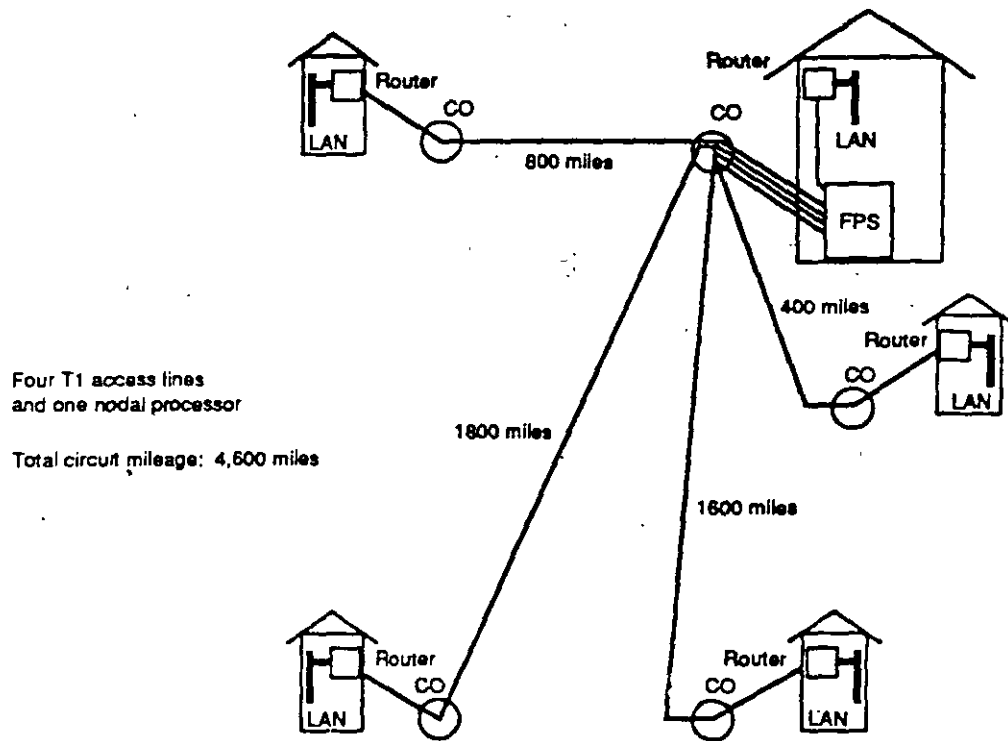 Router
CO
LAN
800 miles
CO
Router
LAN
FPS
400 miles
Router
CO
LAN
Four T1 access lines
and one nodal processor
Total circuit mileage: 4,600 miles
1800 miles
1600 miles
Router
CO
LAN
Router
CO
LAN